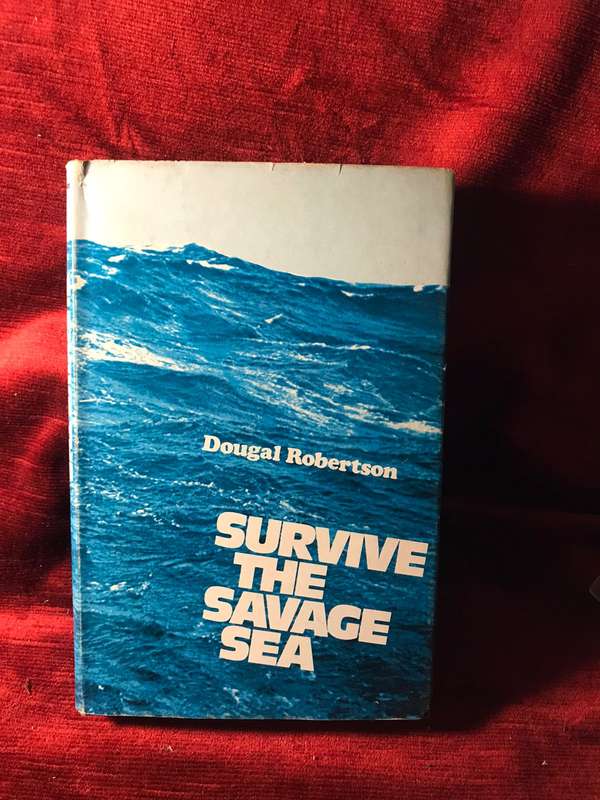 Dougal Robertson
SURVIVE
THE
SAVAGE
SEA